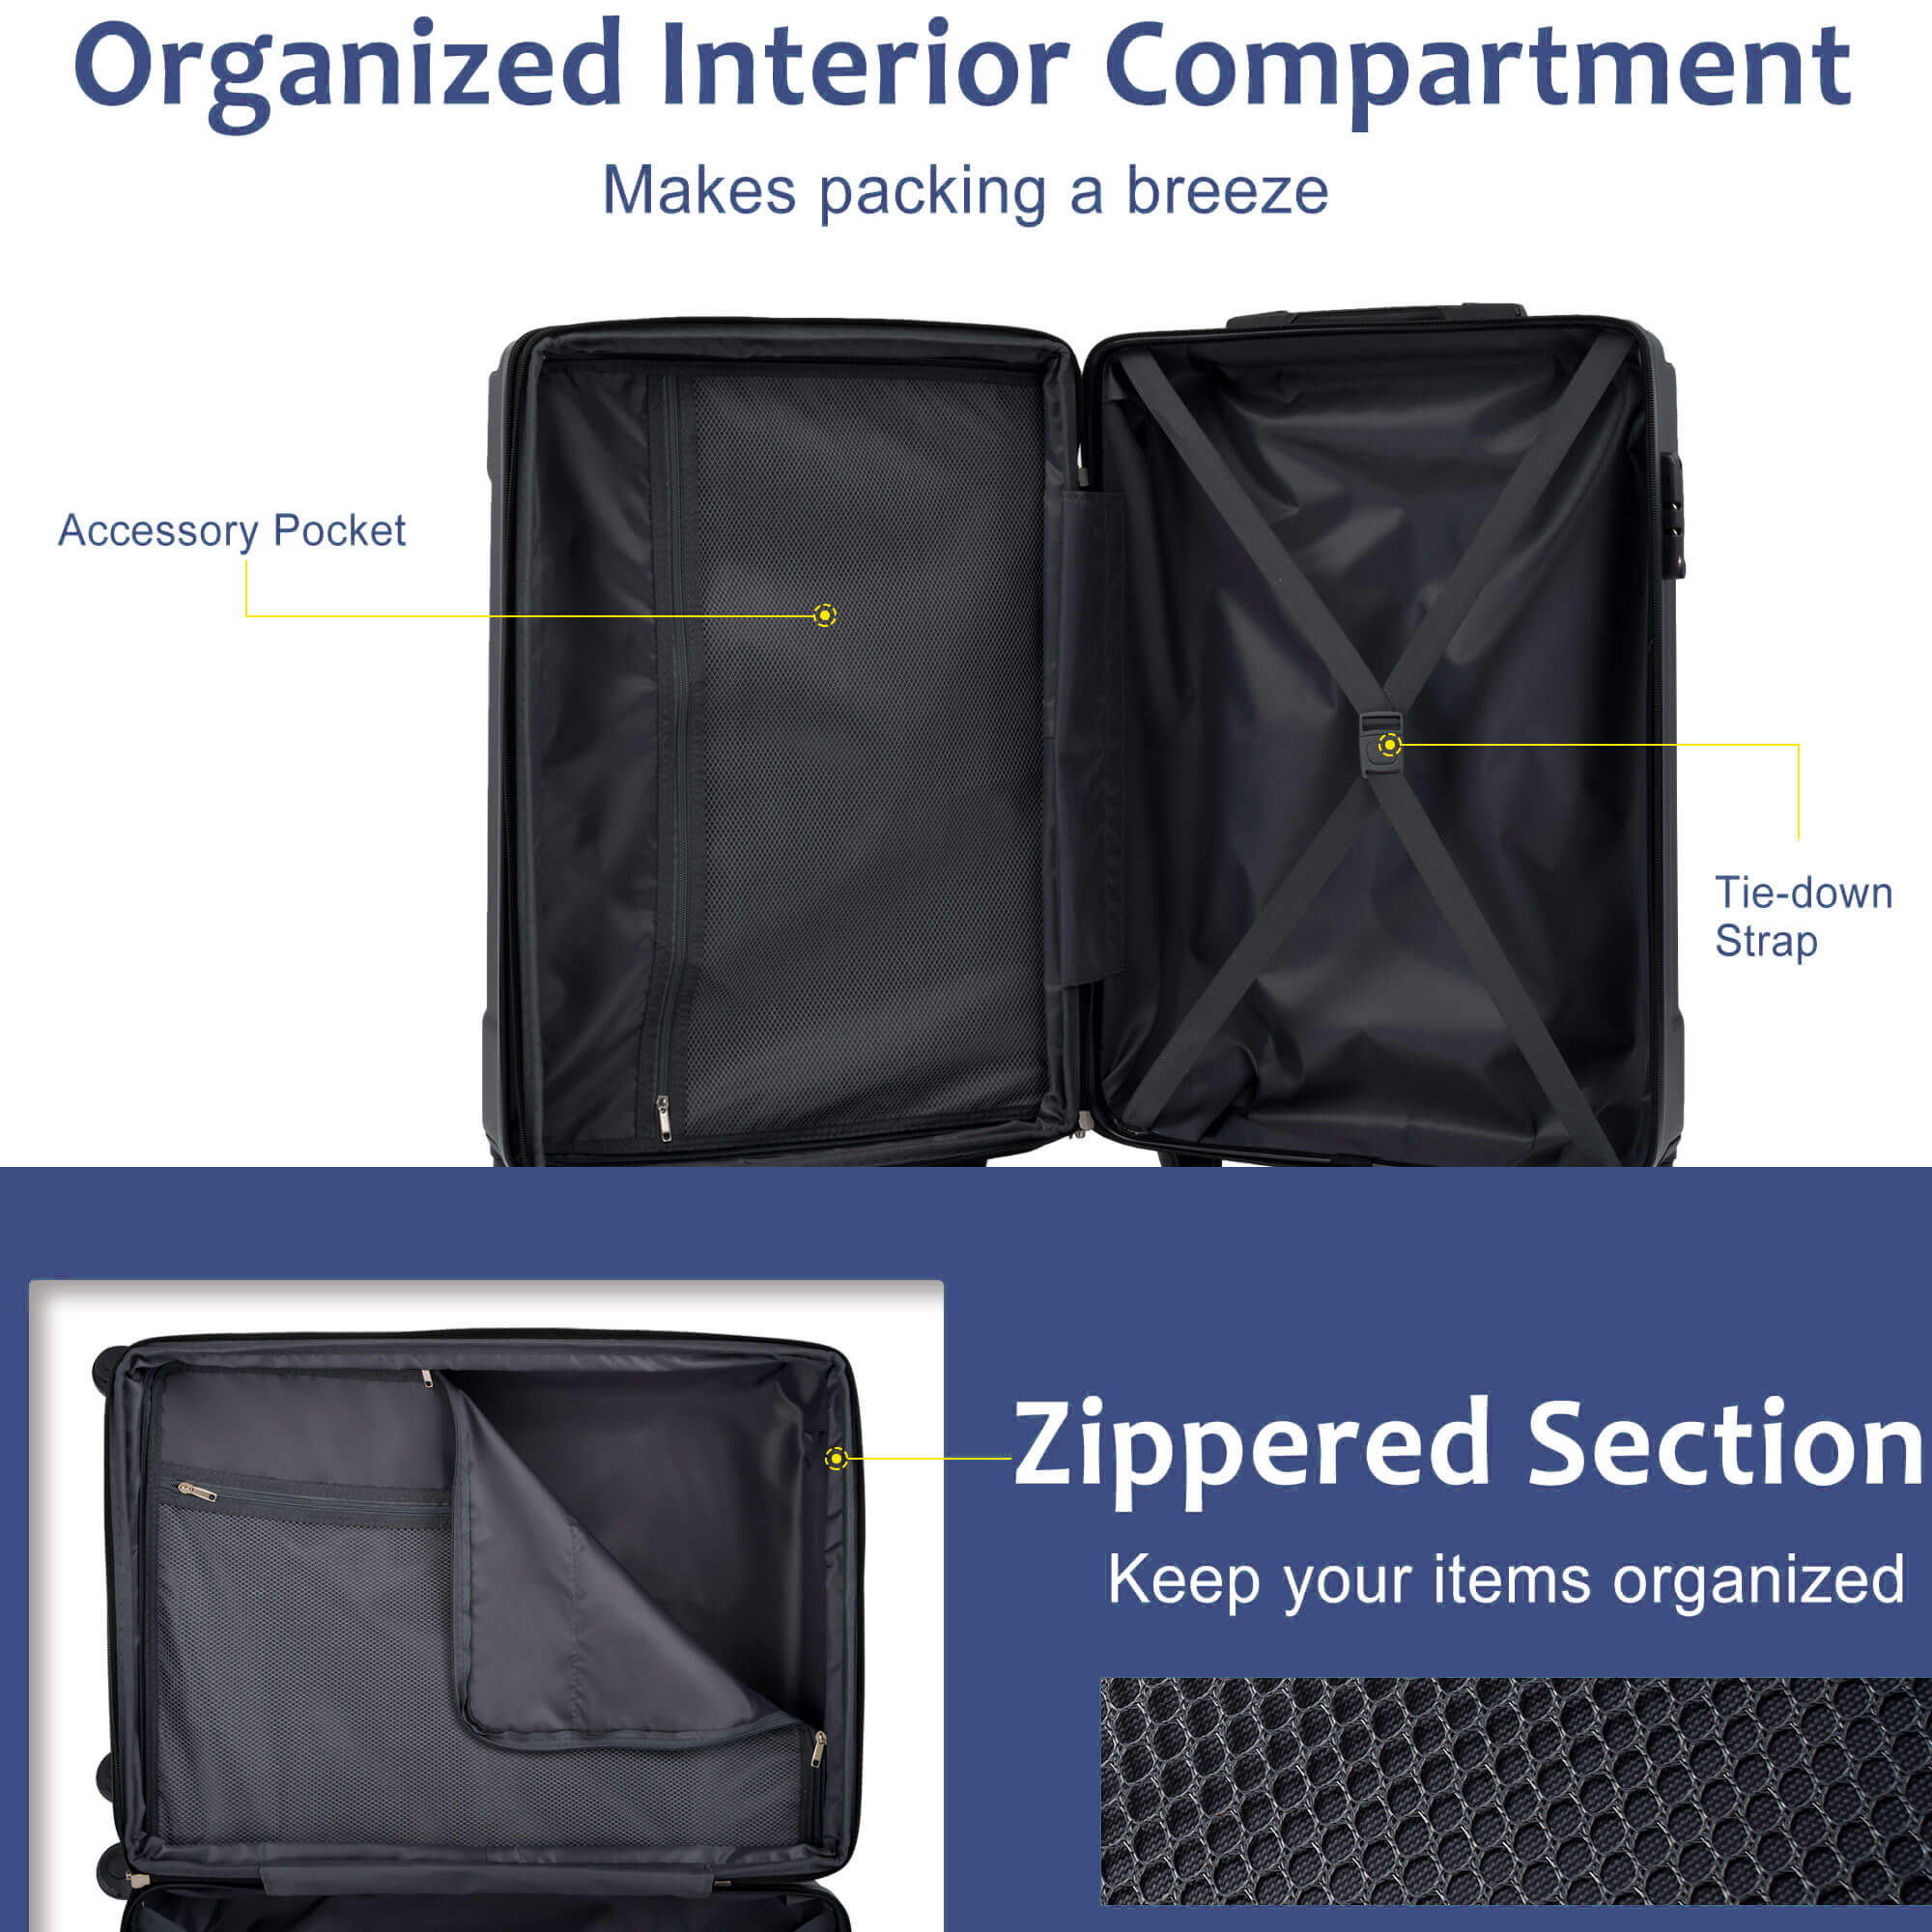 Organized Interior Compartment
Makes packing a breeze
Accessory Pocket
Tie-down
Strap
Zippered Section
Keep your items organized